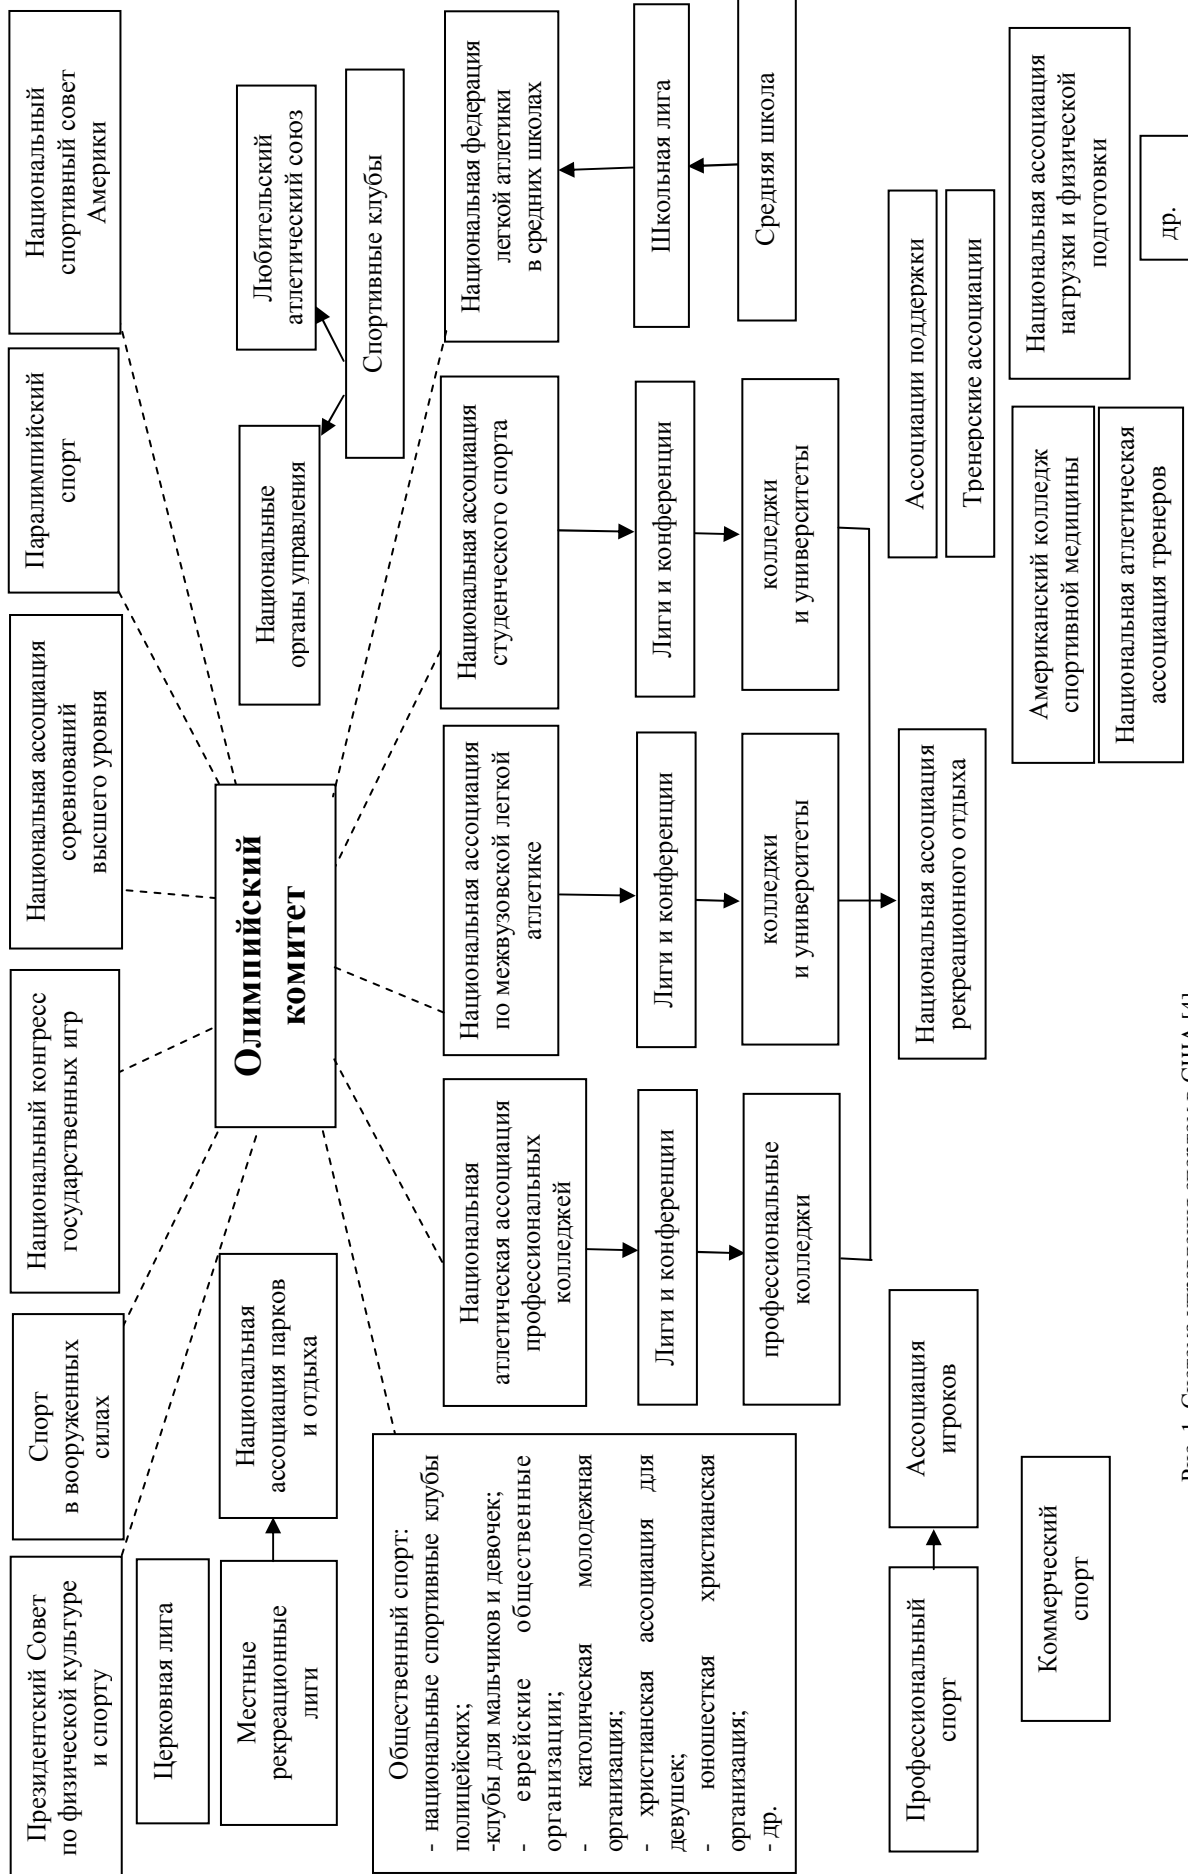 Президентский Совет
по физической культуре
и спорту
Спорт
в вооруженных
силах
Национальный конгресс
государственных игр
Национальная ассоциация
соревнований
высшего уровня
Паралимпийский
спорт
Национальный
спортивный совет
Америки
Церковная лига
Местные
рекреационные
лиги
Национальная
ассоциация парков
и отдыха
Олимпийский
комитет
Национальные
органы управления
Любительский
атлетический союз
Спортивные клубы
Общественный спорт:
- национальные спортивные клубы
полицейских;
-клубы для мальчиков и девочек;
- еврейские общественные
организации;
- католическая молодежная
организация;
- христианская ассоциация для
девушек;
- юношесткая христианская
организация;
- др.
Национальная
атлетическая ассоциация
профессиональных
колледжей
Национальная ассоциация
по межвузовской легкой
атлетике
Национальная ассоциация
студенческого спорта
Национальная федерация
легкой атлетики
в средних школах
Лиги и конференции
Лиги и конференции
Лиги и конференции
Школьная лига
профессиональные
колледжи
колледжи
и университеты
колледжи
и университеты
Средняя школа
Профессиональный
спорт
Ассоциация
игроков
Национальная ассоциация
рекреационного отдыха
Ассоциации поддержки
Тренерские ассоциации
Коммерческий
спорт
Американский колледж
спортивной медицины
Национальная атлетическая
ассоциация тренеров
Национальная ассоциация
нагрузки и физической
подготовки
др.